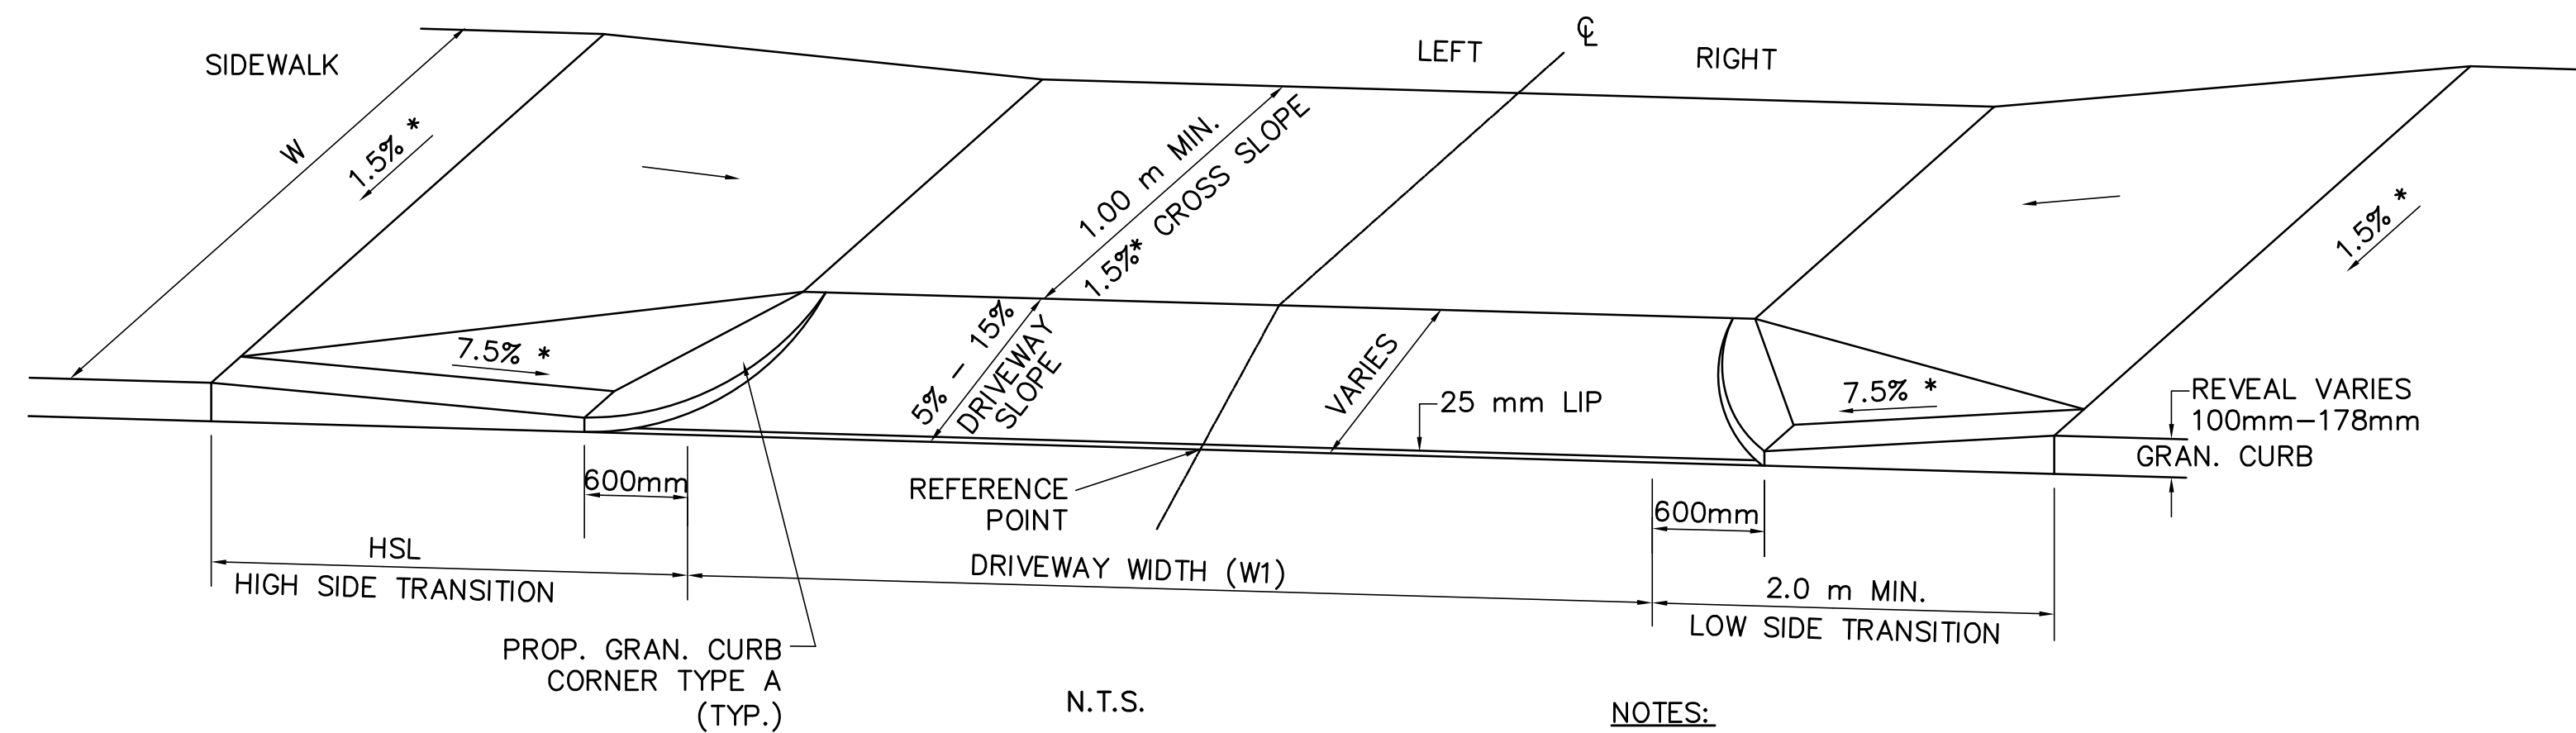 SIDEWALK
LEFT
℄
RIGHT
W
1.5% *
1.00 m MIN.
1.5%* CROSS SLOPE
1.5% *
7.5% *
5% - 15%
DRIVEWAY
SLOPE
VARIES
25 mm LIP
7.5% *
REVEAL VARIES
100mm-178mm
GRAN. CURB
600mm
REFERENCE
POINT
600mm
HSL
HIGH SIDE TRANSITION
DRIVEWAY WIDTH (W1)
2.0 m MIN.
LOW SIDE TRANSITION
PROP. GRAN. CURB
CORNER TYPE A
(TYP.)
N.T.S.
NOTES: